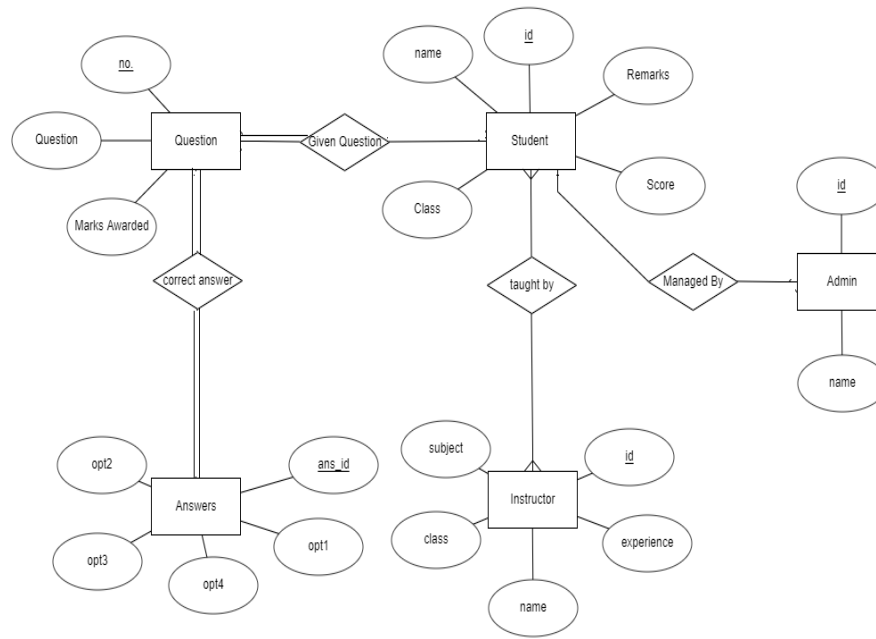 id
name
no.
Remarks
Question
Question
Given Question
Student
Marks Awarded
Class
Score
id
correct answer
taught by
Managed By
Admin
name
subject
id
opt2
ans_id
Answers
Instructor
class
experience
opt1
opt3
opt4
name